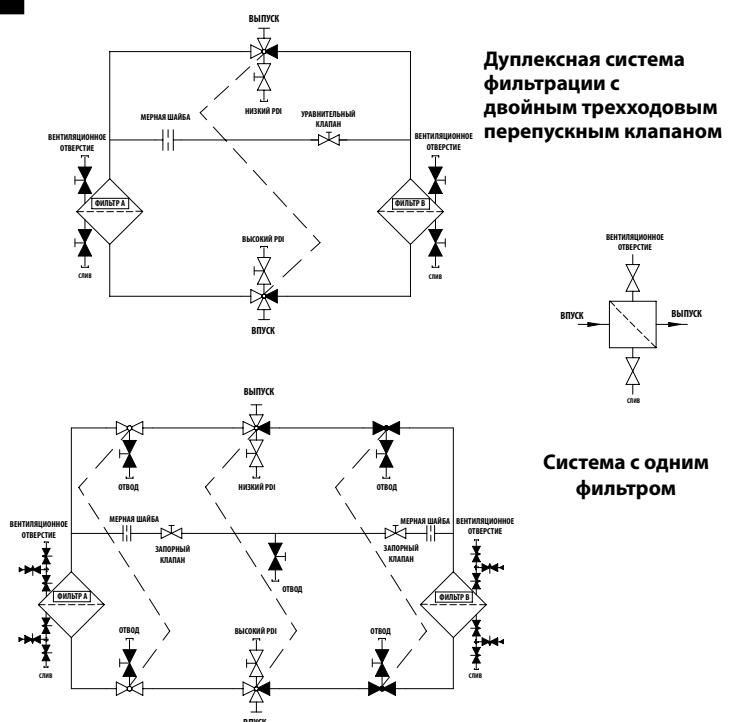 ВЫПУСК
Дуплексная система
фильтрации с
двойным трехходовым
перепускным клапаном
НИЗКИЙ PDI
МЕРНАЯ ШАЙБА
УРАВНИТЕЛЬНЫЙ
КЛАПАН
ВЕНТИЛЯЦИОННОЕ
ОТВЕРСТИЕ
ВЕНТИЛЯЦИОННОЕ
ОТВЕРСТИЕ
ФИЛЬТР А
ФИЛЬТР В
ВЫСОКИЙ PDI
СЛИВ
СЛИВ
ВПУСК
ВЕНТИЛЯЦИОННОЕ
ОТВЕРСТИЕ
ВПУСК
ВЫПУСК
СЛИВ
Система с одним
фильтром
ВЫПУСК
ОТВОД
НИЗКИЙ PDI
ОТВОД
ВЕНТИЛЯЦИОННОЕ
ОТВЕРСТИЕ
МЕРНАЯ ШАЙБА
ЗАПОРНЫЙ
КЛАПАН
МЕРНАЯ ШАЙБА
ЗАПОРНЫЙ
КЛАПАН
ВЕНТИЛЯЦИОННОЕ
ОТВЕРСТИЕ
ОТВОД
ФИЛЬТР А
ФИЛЬТР В
ОТВОД
ВЫСОКИЙ PDI
ОТВОД
СЛИВ
СЛИВ
ВПУСК